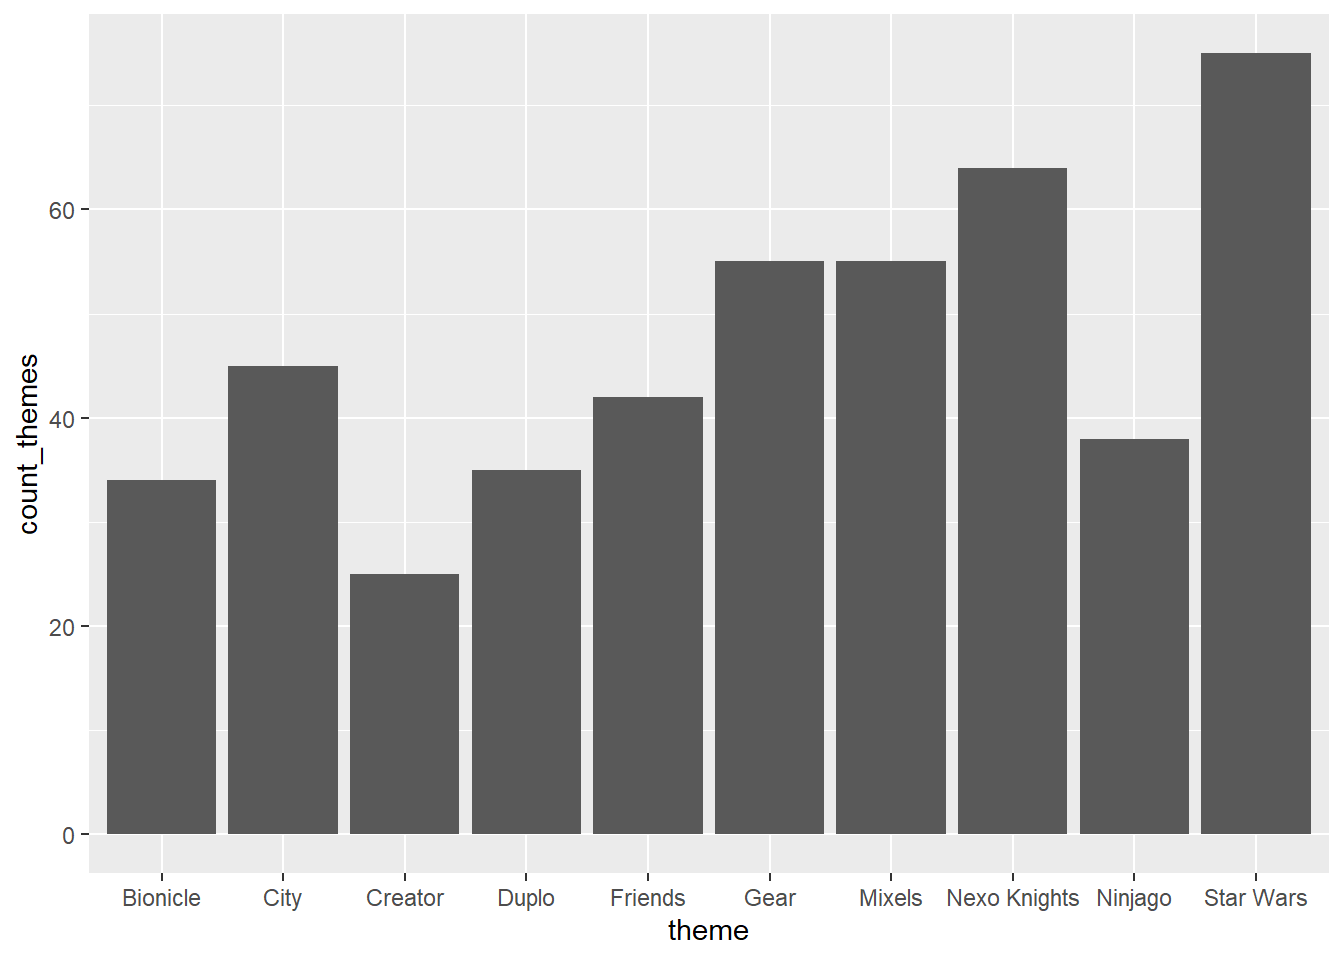 count_themes
60
40
20
0
Bionicle City Creator Duplo Friends Gear Mixels Nexo Knights Ninjago Star Wars
theme